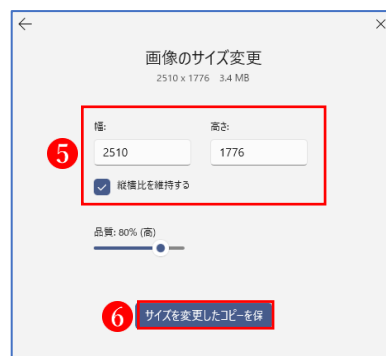 画像のサイズ変更
2510 x 1776 3.4 MB
幅: 高さ:
5 2510 1776
縦横比を維持する
品質: 80% (高)
6 サイズを変更したコピーを保